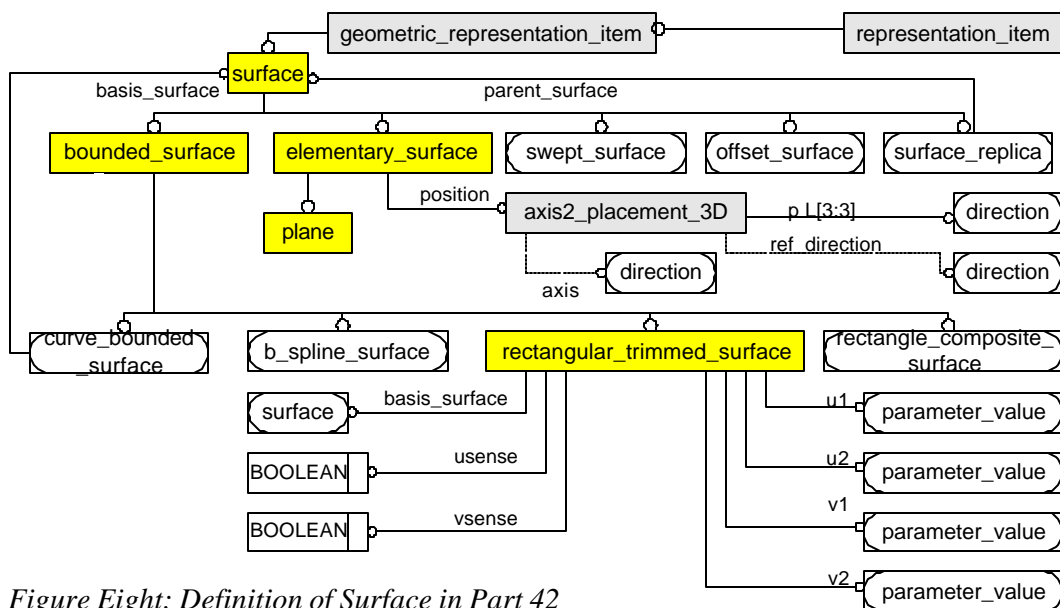 geometric_representation_item
representation_item
surface
basis_surface
parent_surface
bounded_surface
elementary_surface
swept_surface
offset_surface
surface_replica
position
axis2_placement_3D
p L[3:3]
direction
plane
ref_direction
direction
axis
direction
curve_bounded
_surface
b_spline_surface
rectangular_trimmed_surface
rectangle_composite_
surface
surface
basis_surface
u1
parameter_value
BOOLEAN
usense
u2
parameter_value
BOOLEAN
vsense
v1
parameter_value
v2
parameter_value
Figure Eight: Definition of Surface in Part 42